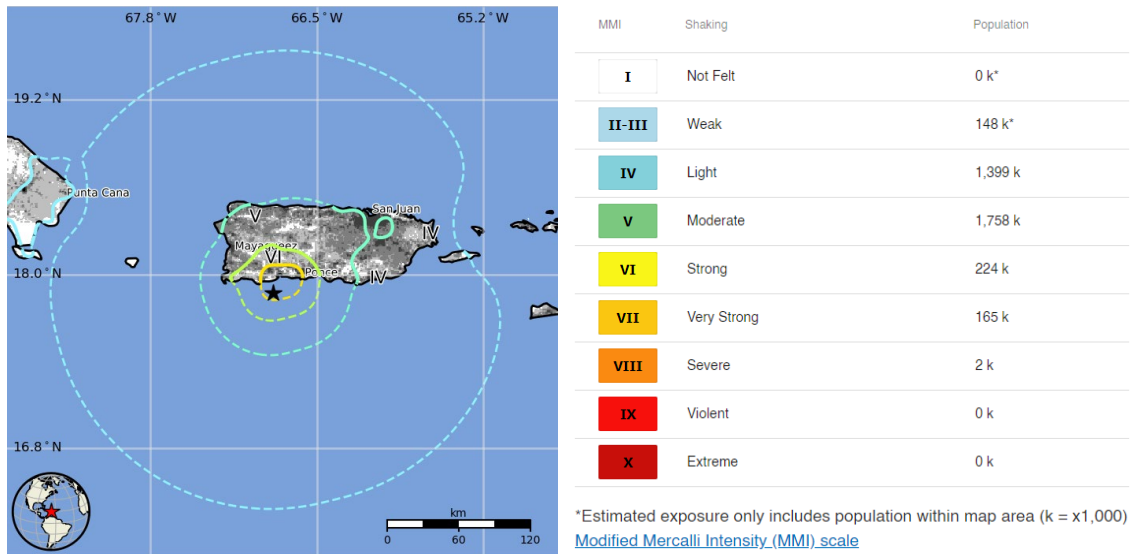 67.8°W 66.5°W 65.2°W
19.2°N
Punta Cana
San Juan
V
IV
Mayaguez
VI
18.0°N
Ponce
IV
16.8°N
km
0 60 120
MMI Shaking Population
I Not Felt 0 k*
II-III Weak 148 k*
IV Light 1,399 k
V Moderate 1,758 k
VI Strong 224 k
VII Very Strong 165 k
VIII Severe 2 k
IX Violent 0 k
X Extreme 0 k
*Estimated exposure only includes population within map area (k = x1,000)
Modified Mercalli Intensity (MMI) scale